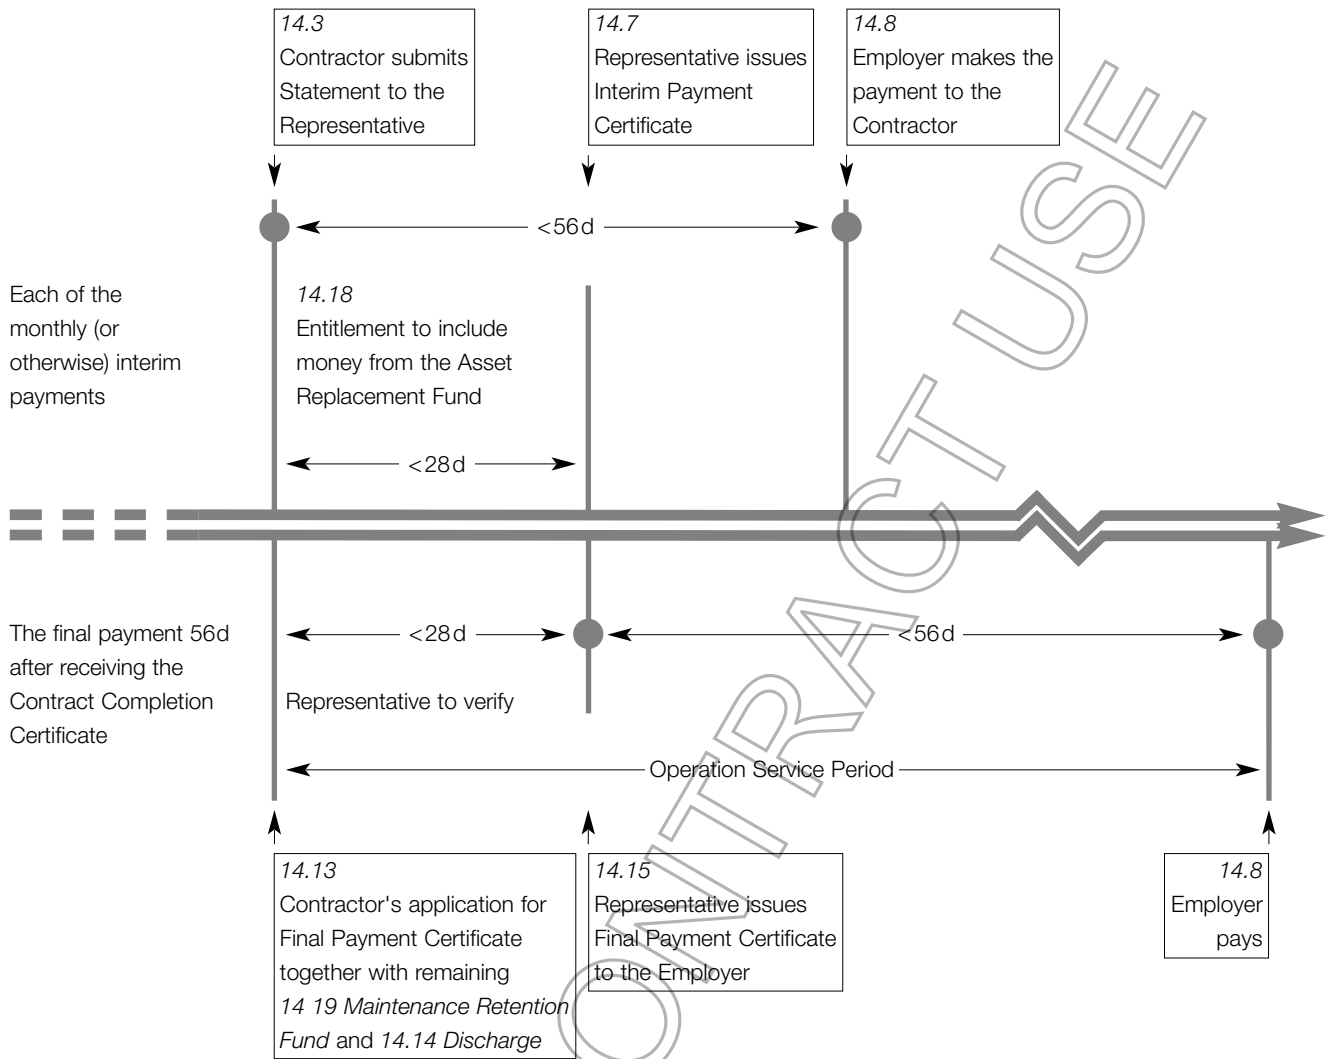 14.3
Contractor submits
Statement to the
Representative
14.7
Representative issues
Interim Payment
Certificate
14.8
Employer makes the
payment to the
Contractor
<56d
Each of the
monthly (or
otherwise) interim
payments
14.18
Entitlement to include
money from the Asset
Replacement Fund
<28d
The final payment 56d
after receiving the
Contract Completion
Certificate
<28d
<56d
Representative to verify
Operation Service Period
14.13
Contractor's application for
Final Payment Certificate
together with remaining
14 19 Maintenance Retention
Fund and 14.14 Discharge
14.15
Representative issues
Final Payment Certificate
to the Employer
14.8
Employer
pays
ONTRACT USE